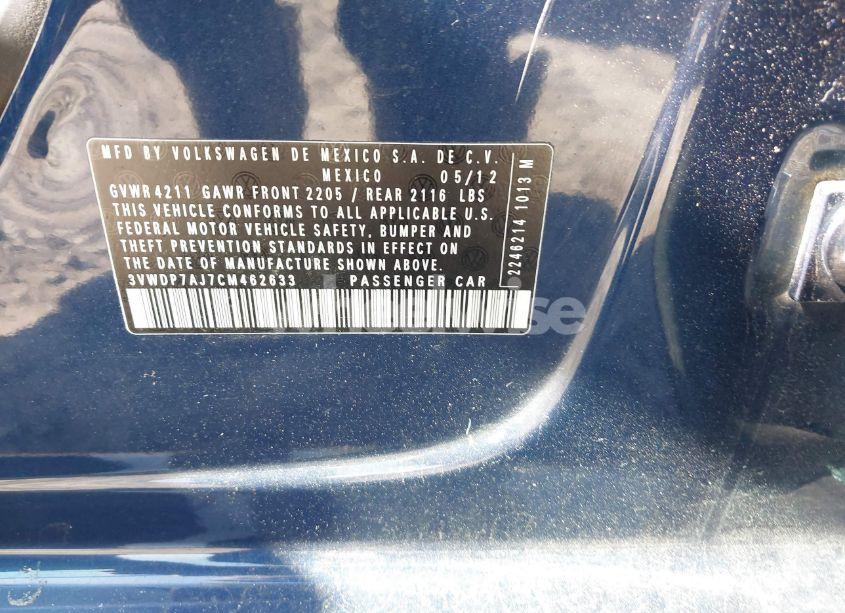 MFD BY VOLKSWAGEN DE MEXICO S.A. DE C.V.
MEXICO 05/12
GVWR 4211 GAWR FRONT 2205 / REAR 2116 LBS
THIS VEHICLE CONFORMS TO ALL APPLICABLE U.S.
FEDERAL MOTOR VEHICLE SAFETY, BUMPER AND
THEFT PREVENTION STANDARDS IN EFFECT ON
THE DATE OF MANUFACTURE SHOWN ABOVE.
3VWDP7AJ7CM462633 PASSENGER CAR
2246214 1013 M